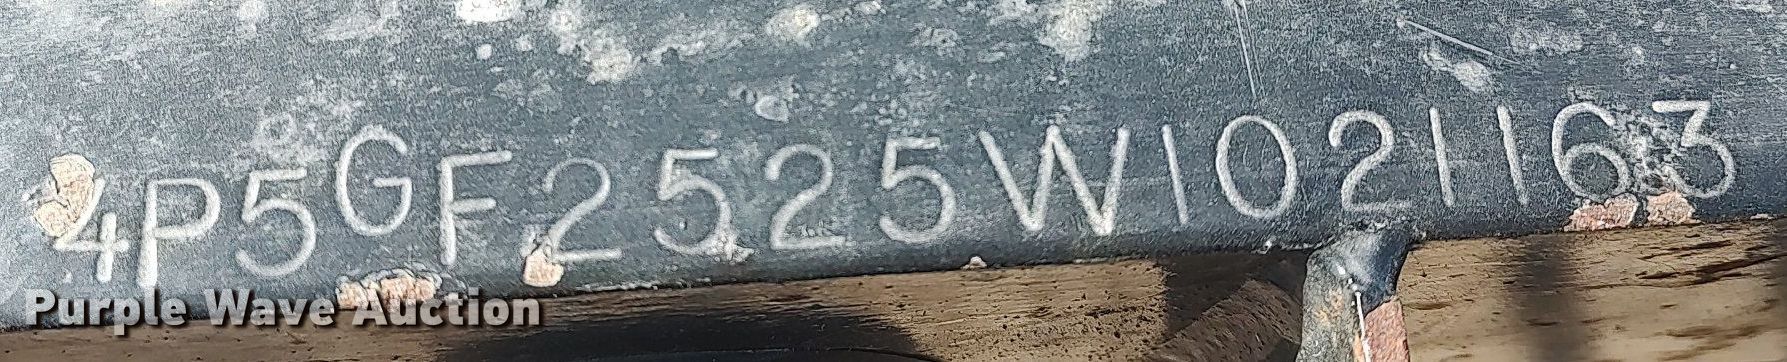 4P5GF2525W1021163
Purple Wave Auction